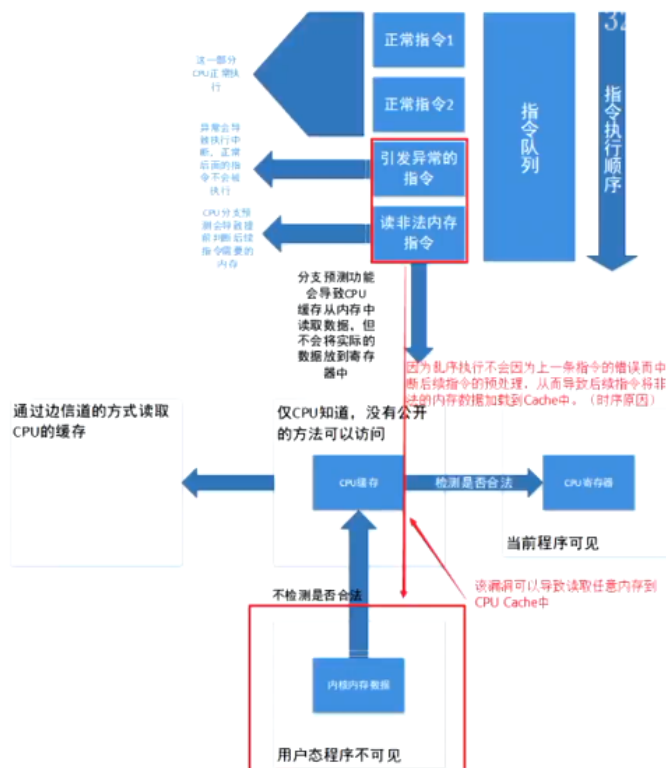 32
正常指令1
这一部分
CPU正常执
行
正常指令2
指令队列
指令执行顺序
异常会导
致执行中
断，正常
后面的指
令不会被
执行
引发异常的
指令
CPU分支预
测会导致提
前判断后续
指令需要的
内存
读非法内存
指令
分支预测功能
会导致CPU
缓存从内存中
读取数据，但
不会将实际的
数据放到寄存
器中
因为乱序执行不会因为上一条指令的错误而中
断后续指令的预处理，从而导致后续指令将非
法的内存数据加载到Cache中。（时序原因）
通过边信道的方式读取
CPU的缓存
仅CPU知道，没有公开
的方法可以访问
CPU缓存
检测是否合法
CPU寄存器
当前程序可见
该漏洞可以导致读取任意内存到
CPU Cache中
不检测是否合法
内核内存数据
用户态程序不可见